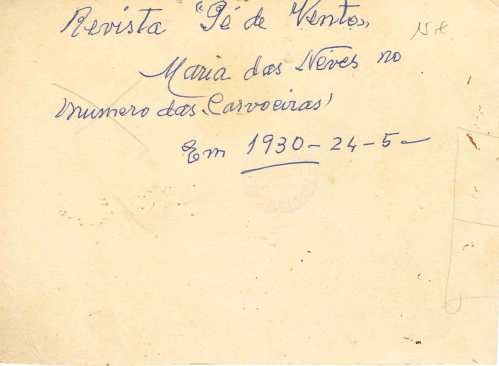 Revista "Pé de Vento"
Maria das Neves no
numero das Carvoeiras
Em 1930-24-5-